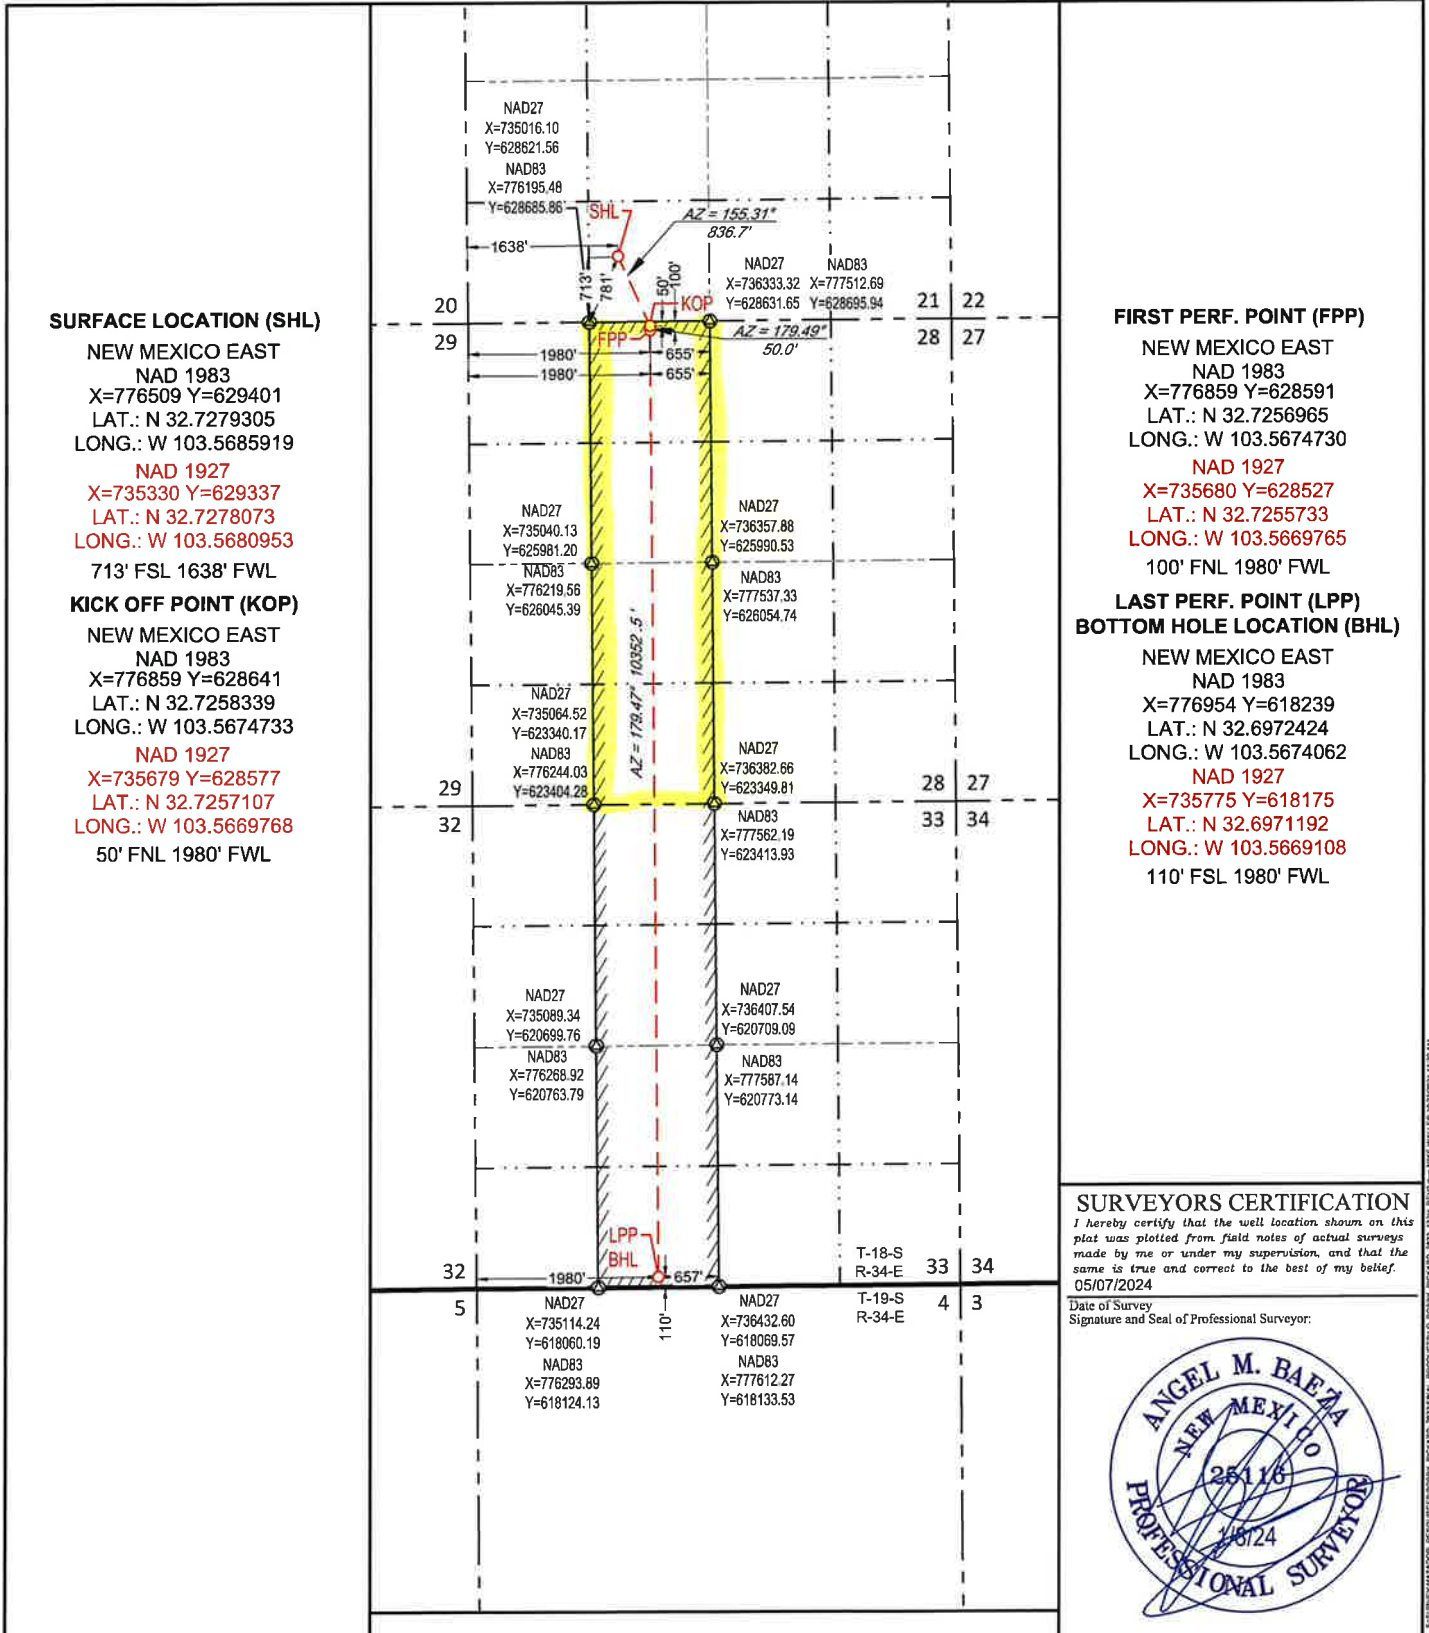 SURFACE LOCATION (SHL)
NEW MEXICO EAST
NAD 1983
X=776509 Y=629401
LAT.: N 32.7279305
LONG.: W 103.5685919
NAD 1927
X=735330 Y=629337
LAT.: N 32.7278073
LONG.: W 103.5680953
713' FSL 1638' FWL
KICK OFF POINT (KOP)
NEW MEXICO EAST
NAD 1983
X=776859 Y=628641
LAT.: N 32.7258339
LONG.: W 103.5674733
NAD 1927
X=735679 Y=628577
LAT.: N 32.7257107
LONG.: W 103.5669768
50' FNL 1980' FWL
NAD27
X=735016.10
Y=628621.56
NAD83
X=776195.48
Y=628685.86
SHL
AZ = 155.31°
836.7'
1638'
713'
781'
50'
100'
KOP
NAD27
X=736333.32
Y=628631.65
NAD83
X=777512.69
Y=628695.94
20
21 22
29
28 27
FPP
AZ = 179.49°
50.0'
1980'
655'
1980'
655'
NAD27
X=735040.13
Y=625981.20
NAD83
X=776219.56
Y=626045.39
NAD27
X=736357.88
Y=625990.53
NAD83
X=777537.33
Y=626054.74
AZ = 179.47° 10352.5'
NAD27
X=735064.52
Y=623340.17
NAD83
X=776244.03
Y=623404.28
NAD27
X=736382.66
Y=623349.81
NAD83
X=777562.19
Y=623413.93
29
28 27
32
33 34
NAD27
X=735089.34
Y=620699.76
NAD83
X=776268.92
Y=620763.79
NAD27
X=736407.54
Y=620709.09
NAD83
X=777587.14
Y=620773.14
LPP
BHL
1980'
657'
110'
T-18-S
R-34-E
32
33 34
T-19-S
R-34-E
5
4 3
NAD27
X=735114.24
Y=618060.19
NAD83
X=776293.89
Y=618124.13
NAD27
X=736432.60
Y=618069.57
NAD83
X=777612.27
Y=618133.53
FIRST PERF. POINT (FPP)
NEW MEXICO EAST
NAD 1983
X=776859 Y=628591
LAT.: N 32.7256965
LONG.: W 103.5674730
NAD 1927
X=735680 Y=628527
LAT.: N 32.7255733
LONG.: W 103.5669765
100' FNL 1980' FWL
LAST PERF. POINT (LPP)
BOTTOM HOLE LOCATION (BHL)
NEW MEXICO EAST
NAD 1983
X=776954 Y=618239
LAT.: N 32.6972424
LONG.: W 103.5674062
NAD 1927
X=735775 Y=618175
LAT.: N 32.6971192
LONG.: W 103.5669108
110' FSL 1980' FWL
SURVEYORS CERTIFICATION
I hereby certify that the well location shown on this
plat was plotted from field notes of actual surveys
made by me or under my supervision, and that the
same is true and correct to the best of my belief.
05/07/2024
Date of Survey
Signature and Seal of Professional Surveyor:
ANGEL M. BAEZA
NEW MEXICO
25116
PROFESSIONAL SURVEYOR